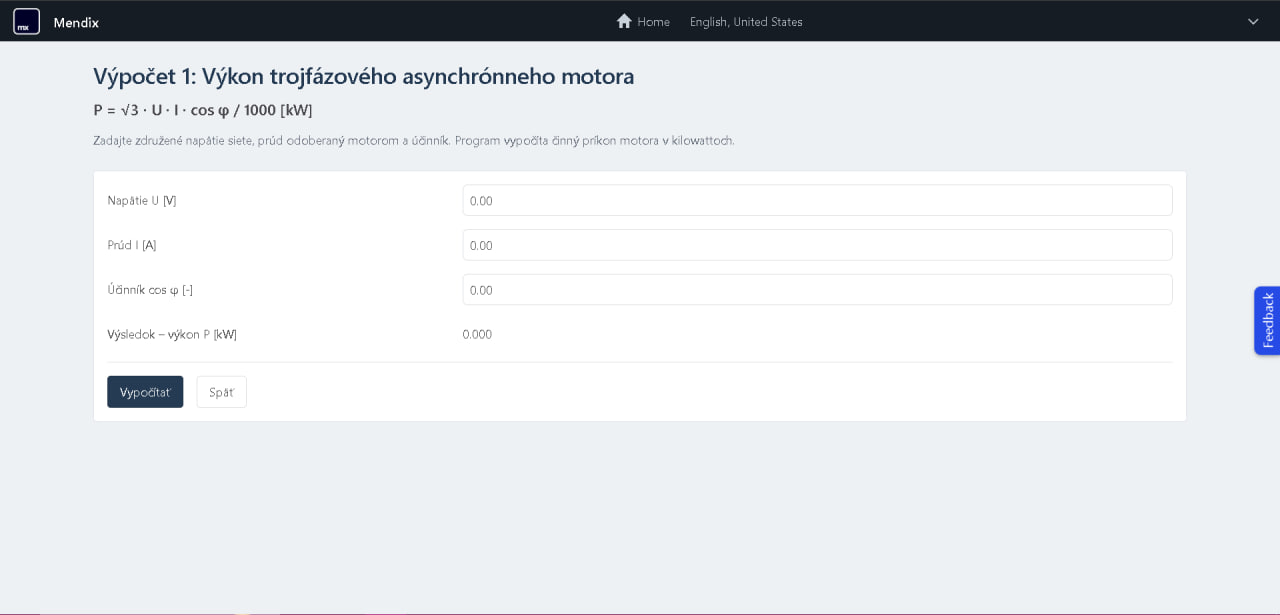 mx
Mendix
Home
English, United States
Výpočet 1: Výkon trojfázového asynchrónneho motora
P = √3 · U · I · cos φ / 1000 [kW]
Zadajte združené napätie siete, prúd odoberaný motorom a účinník. Program vypočíta činný príkon motora v kilowattoch.
Napätie U [V]
0.00
Prúd I [A]
0.00
Účinník cos φ [-]
0.00
Výsledok – výkon P [kW]
0.000
Vypočítať
Späť
Feedback